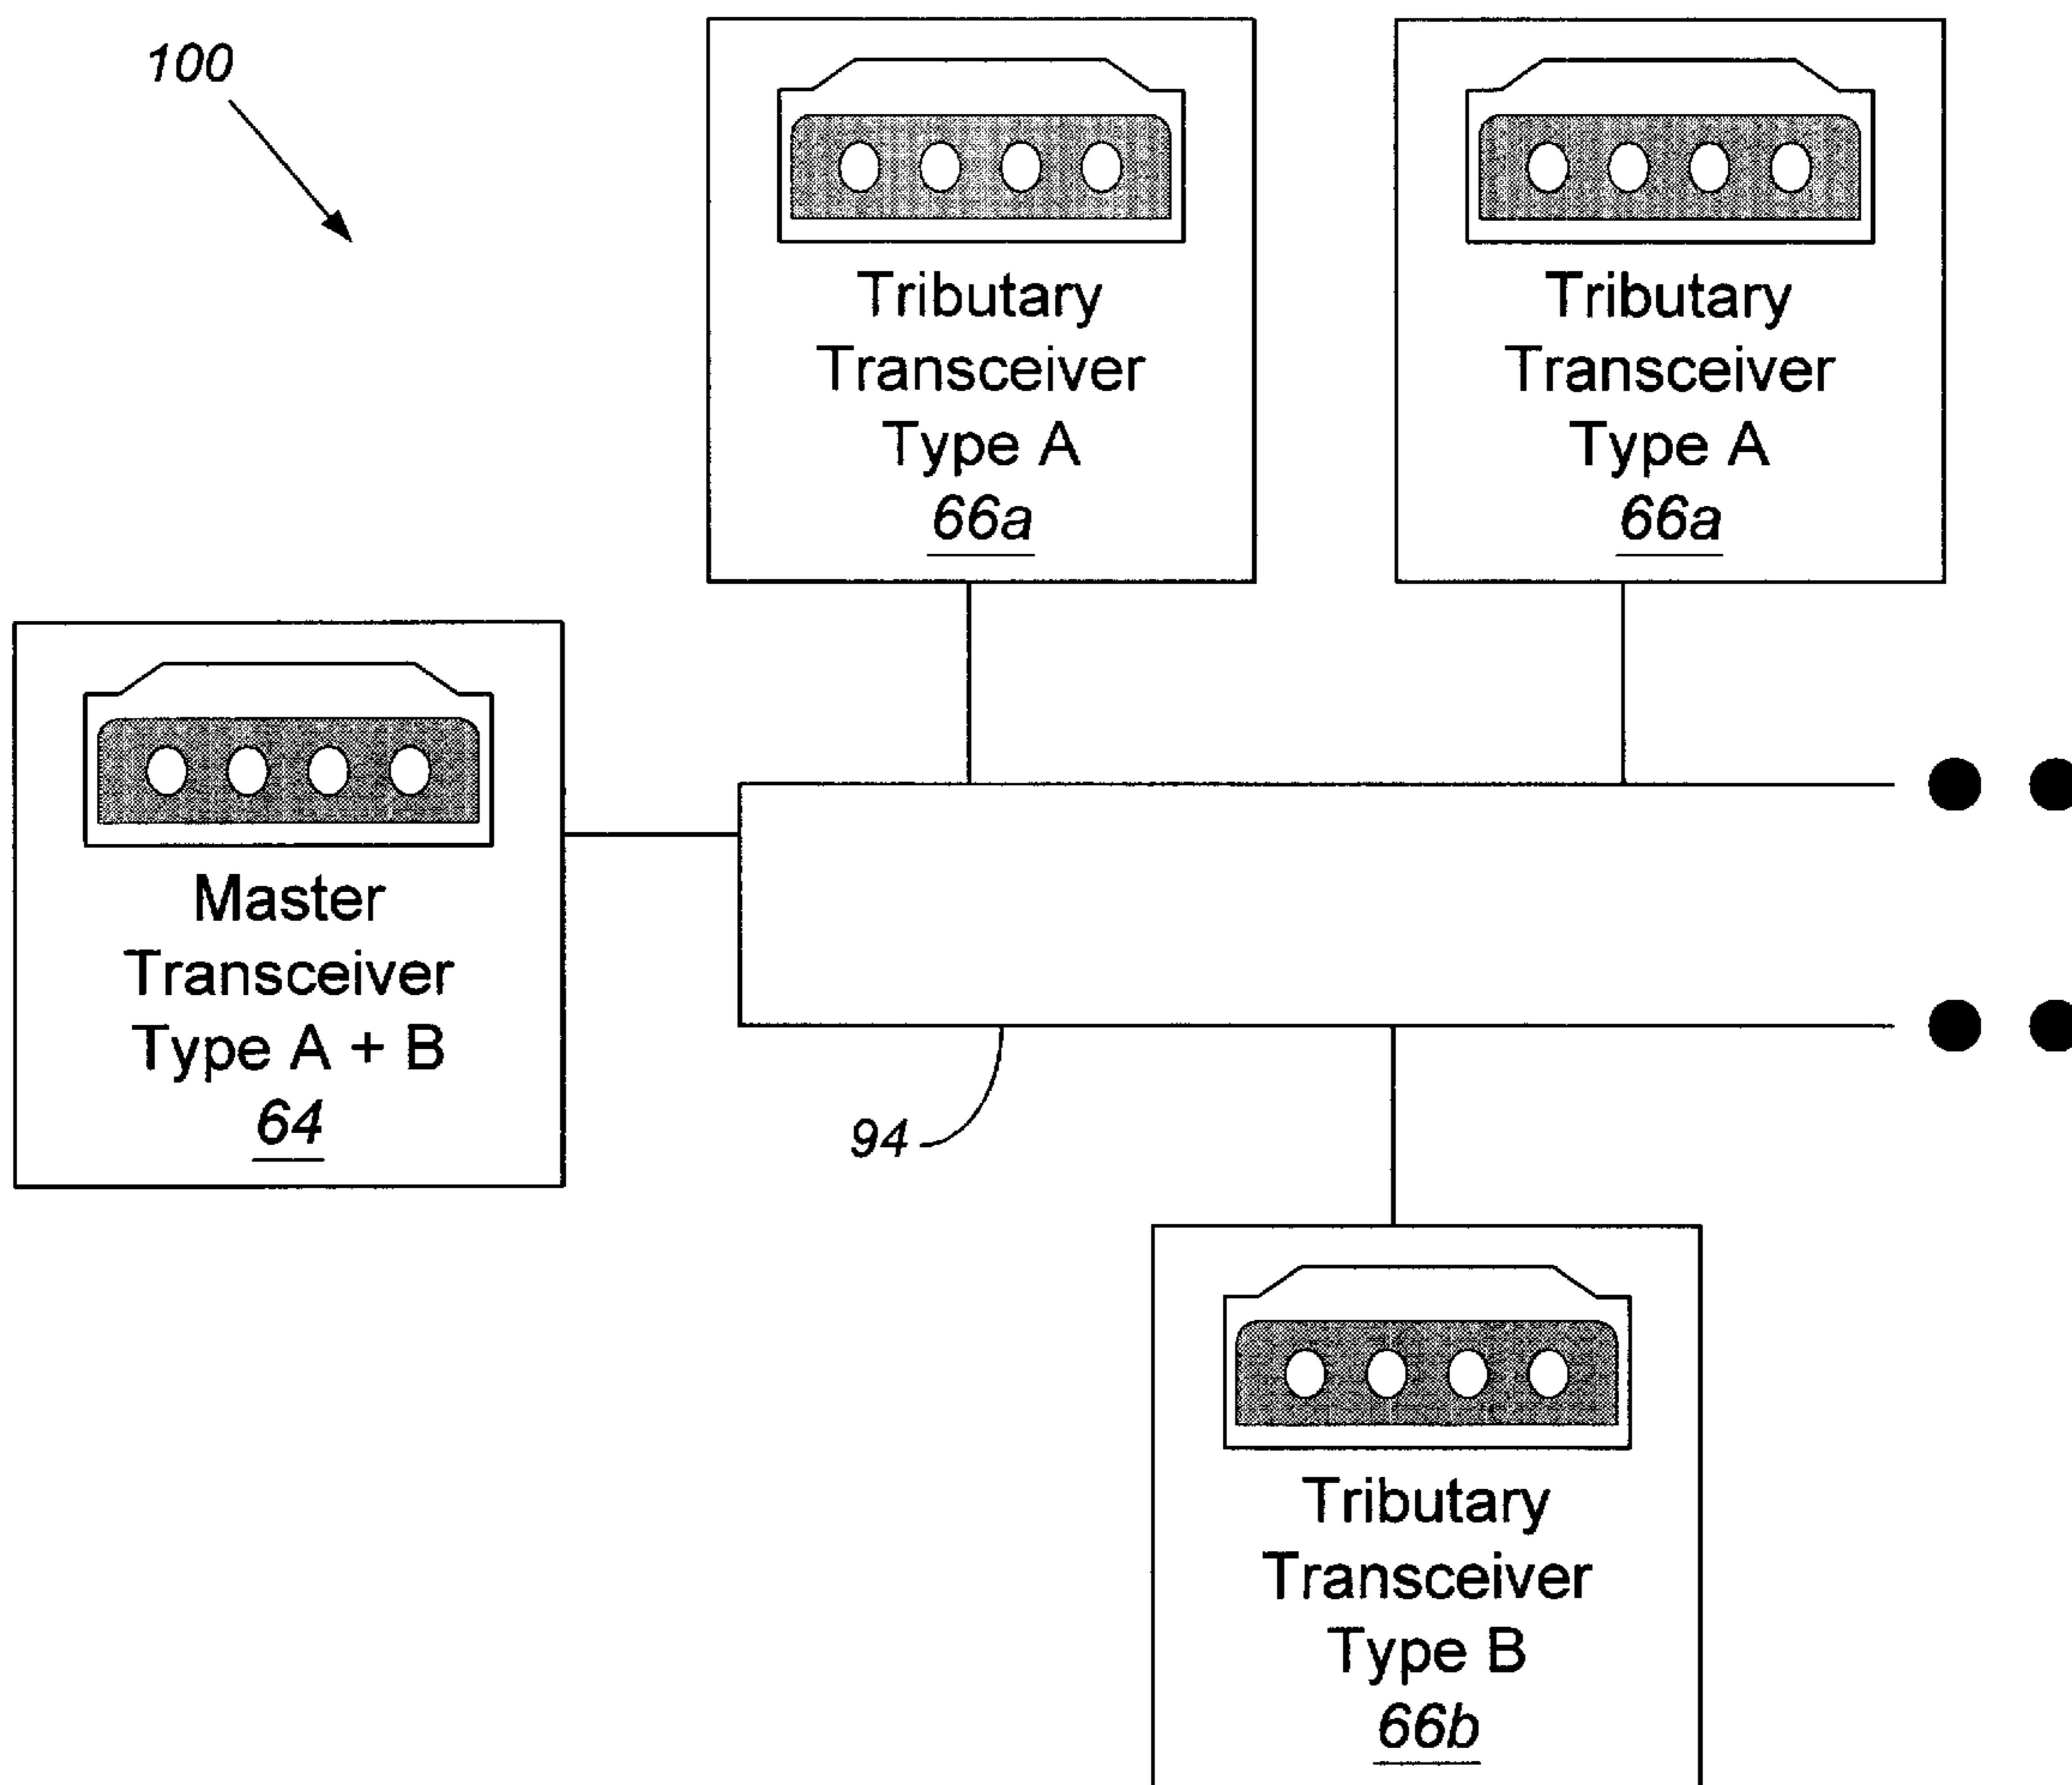 100
Tributary
Transceiver
Type A
66a
Tributary
Transceiver
Type A
66a
Master
Transceiver
Type A + B
64
94
Tributary
Transceiver
Type B
66b